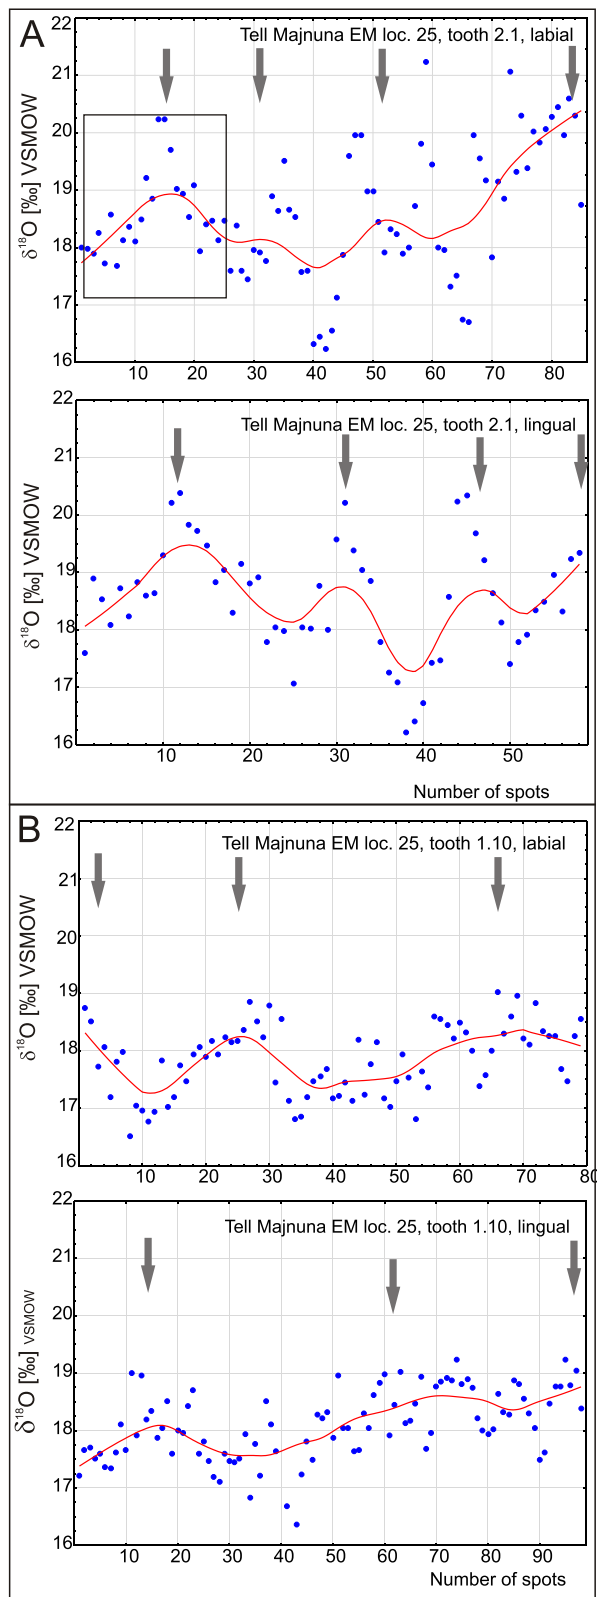 A
Tell Majnuna EM loc. 25, tooth 2.1, labial
δ¹⁸O [‰] VSMOW
22
21
20
19
18
17
16
10 20 30 40 50 60 70 80
Tell Majnuna EM loc. 25, tooth 2.1, lingual
δ¹⁸O [‰] VSMOW
22
21
20
19
18
17
16
10 20 30 40 50
Number of spots
B
Tell Majnuna EM loc. 25, tooth 1.10, labial
δ¹⁸O [‰] VSMOW
22
21
20
19
18
17
16
10 20 30 40 50 60 70 80
Tell Majnuna EM loc. 25, tooth 1.10, lingual
δ¹⁸O [‰] VSMOW
22
21
20
19
18
17
16
10 20 30 40 50 60 70 80 90
Number of spots